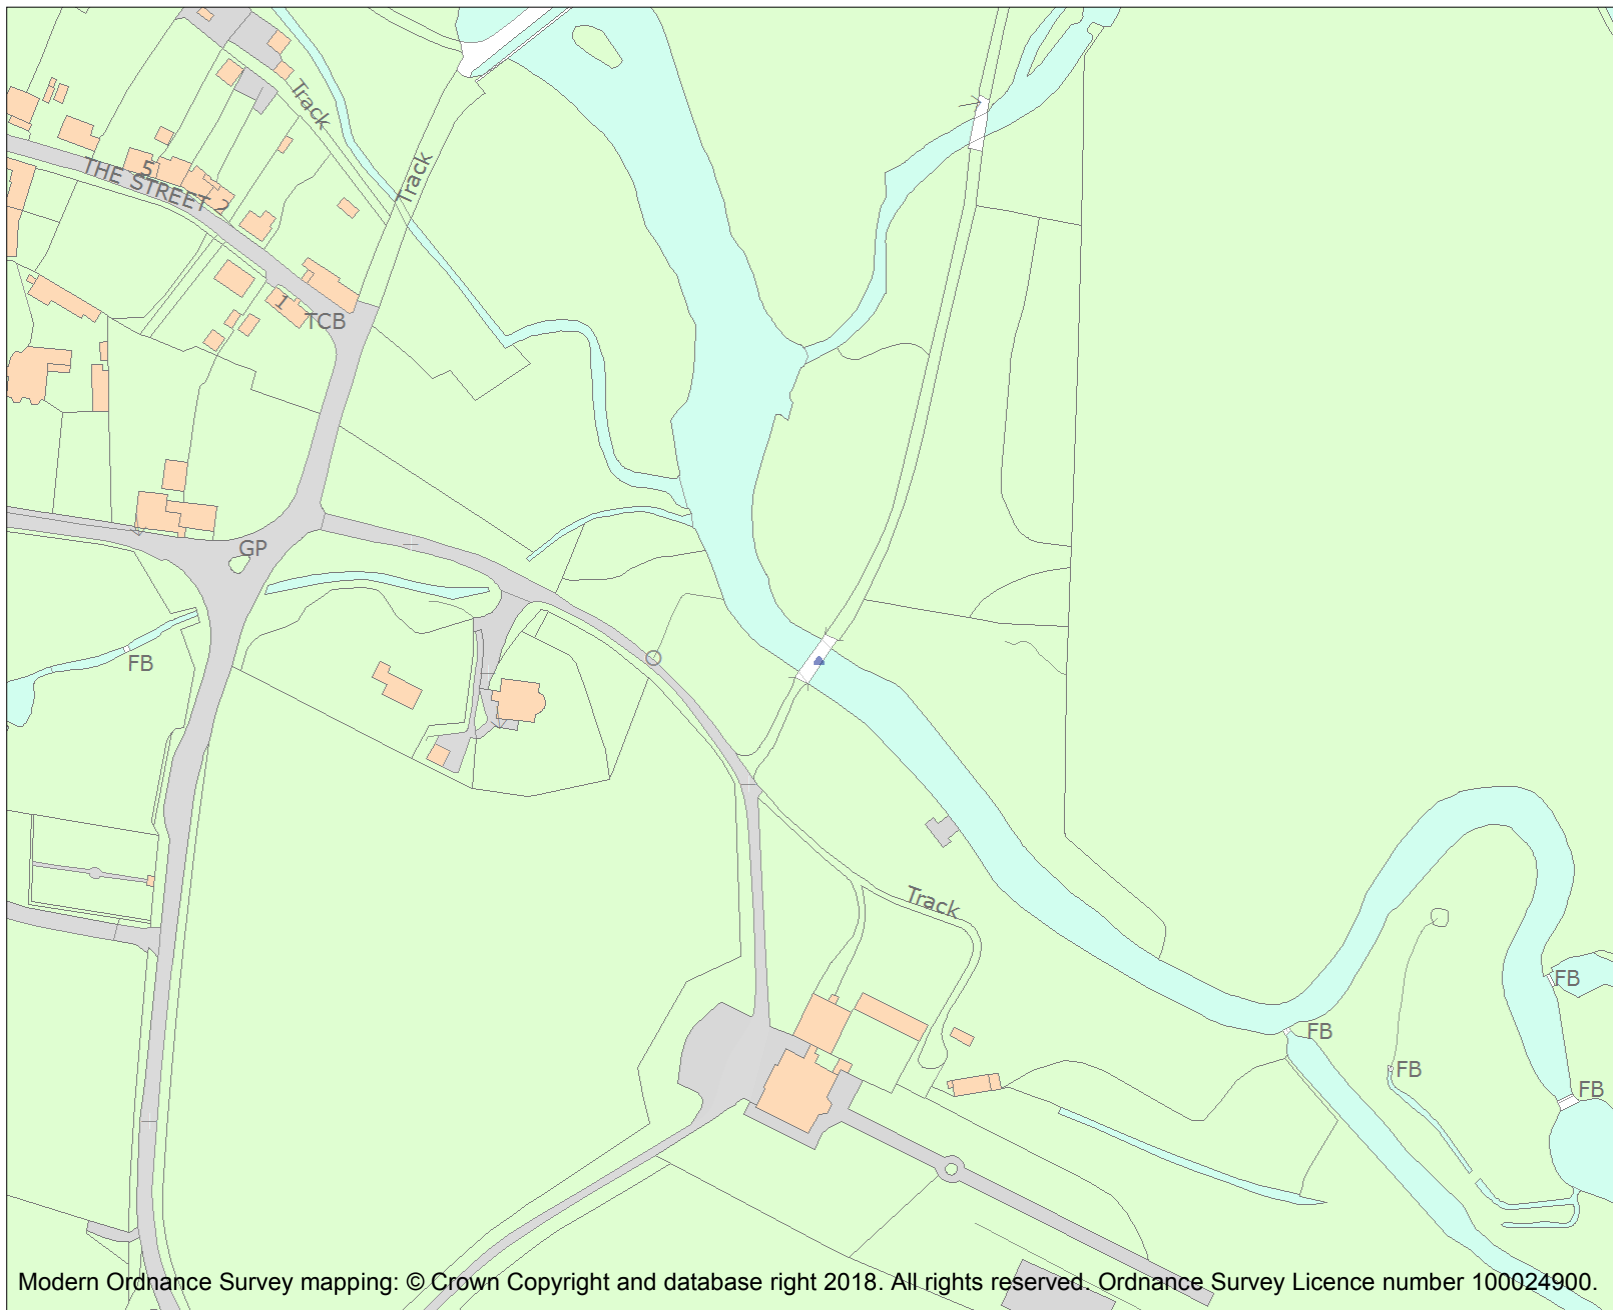 Track
Track
THE STREET
5
2
1
TCB
GP
FB
Track
FB
FB
FB
FB
Modern Ordnance Survey mapping: © Crown Copyright and database right 2018. All rights reserved. Ordnance Survey Licence number 100024900.